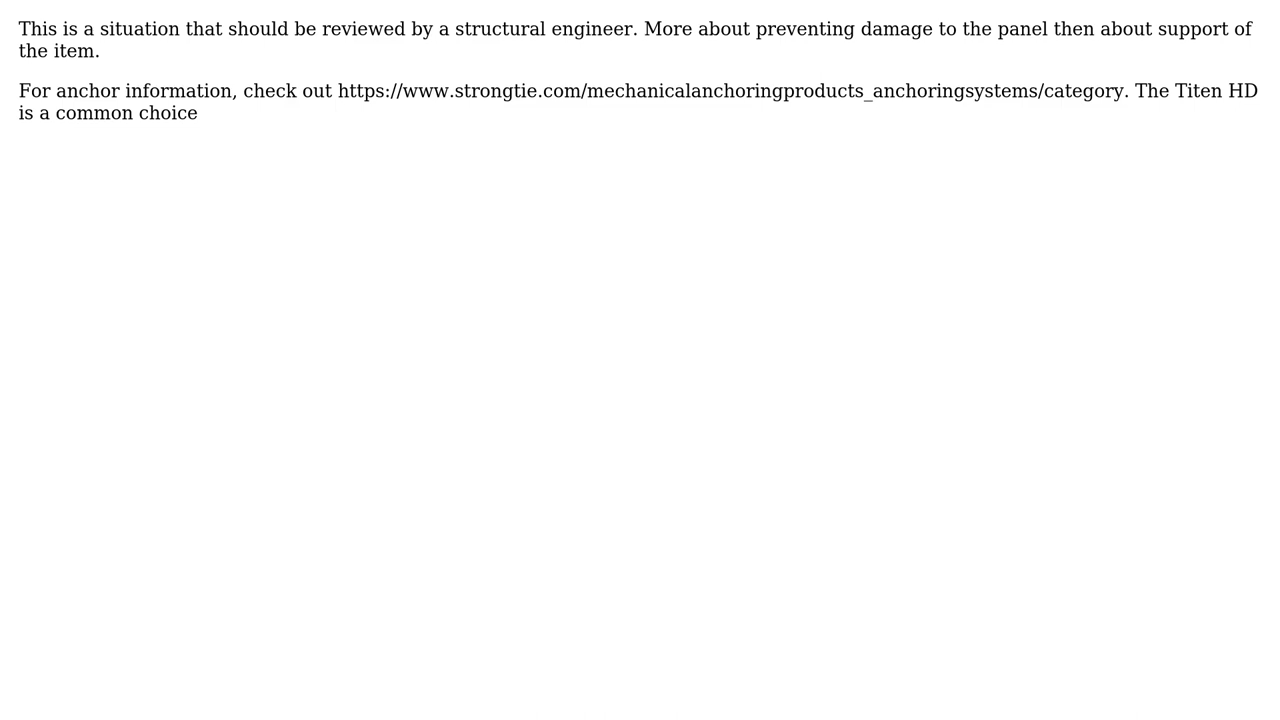 This is a situation that should be reviewed by a structural engineer. More about preventing damage to the panel then about support of
the item.
For anchor information, check out https://www.strongtie.com/mechanicalanchoringproducts_anchoringsystems/category. The Titen HD
is a common choice